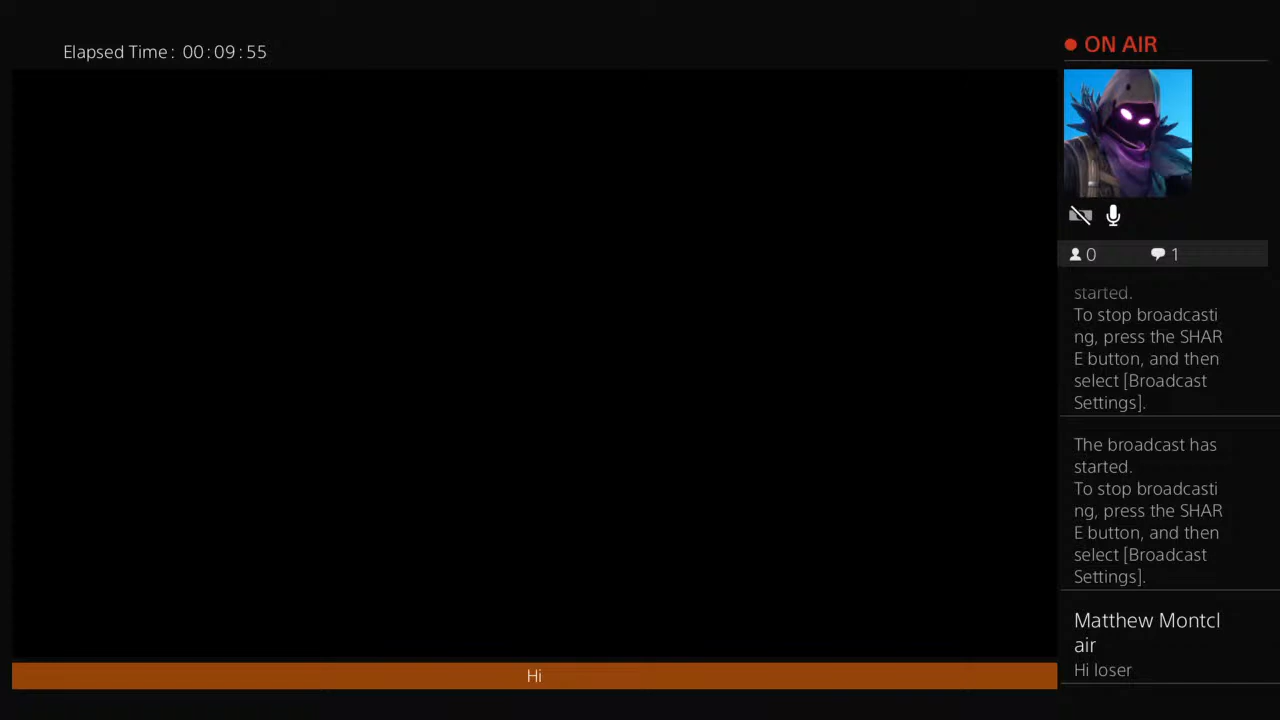 Elapsed Time: 00:09:55
ON AIR
0
1
started.
To stop broadcasti
ng, press the SHAR
E button, and then
select [Broadcast
Settings].
The broadcast has
started.
To stop broadcasti
ng, press the SHAR
E button, and then
select [Broadcast
Settings].
Matthew Montcl
air
Hi loser
Hi